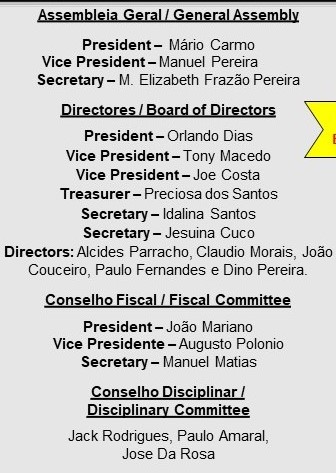 Assembleia Geral / General Assembly
President – Mário Carmo
Vice President – Manuel Pereira
Secretary – M. Elizabeth Frazão Pereira
Directores / Board of Directors
President – Orlando Dias
Vice President – Tony Macedo
Vice President – Joe Costa
Treasurer – Preciosa dos Santos
Secretary – Idalina Santos
Secretary – Jesuina Cuco
Directors: Alcides Parracho, Claudio Morais, João
Couceiro, Paulo Fernandes e Dino Pereira.
Conselho Fiscal / Fiscal Committee
President – João Mariano
Vice Presidente – Augusto Polonio
Secretary – Manuel Matias
Conselho Disciplinar /
Disciplinary Committee
Jack Rodrigues, Paulo Amaral,
Jose Da Rosa